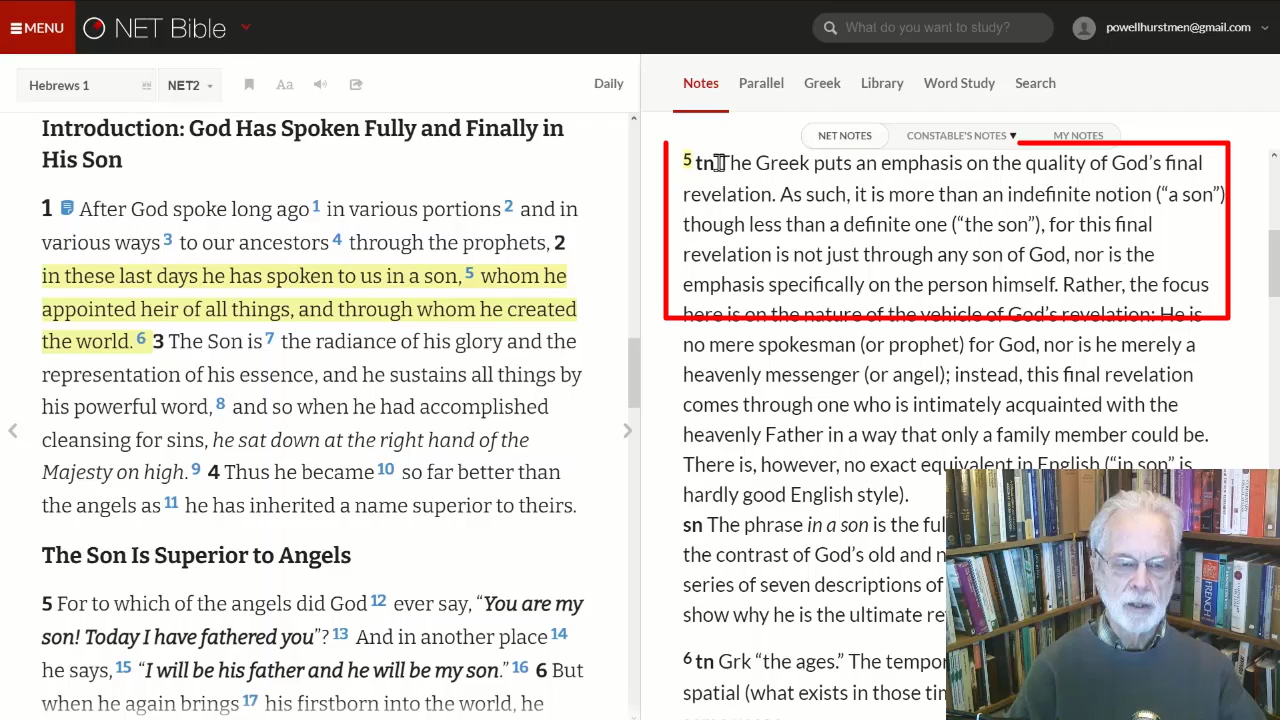 MENU
NET Bible
What do you want to study?
powellhurstmen@gmail.com
Hebrews 1
NET2
Aa
Daily
Introduction: God Has Spoken Fully and Finally in
His Son
1 After God spoke long ago 1 in various portions 2 and in
various ways 3 to our ancestors 4 through the prophets, 2
in these last days he has spoken to us in a son, 5 whom he
appointed heir of all things, and through whom he created
the world. 6 3 The Son is 7 the radiance of his glory and the
representation of his essence, and he sustains all things by
his powerful word, 8 and so when he had accomplished
cleansing for sins, he sat down at the right hand of the
Majesty on high. 9 4 Thus he became 10 so far better than
the angels as 11 he has inherited a name superior to theirs.
The Son Is Superior to Angels
5 For to which of the angels did God 12 ever say, “You are my
son! Today I have fathered you”? 13 And in another place 14
he says, 15 “I will be his father and he will be my son.” 16 6 But
when he again brings 17 his firstborn into the world, he
Notes
Parallel
Greek
Library
Word Study
Search
NET NOTES
CONSTABLE'S NOTES
MY NOTES
5 tn The Greek puts an emphasis on the quality of God’s final
revelation. As such, it is more than an indefinite notion (“a son”)
though less than a definite one (“the son”), for this final
revelation is not just through any son of God, nor is the
emphasis specifically on the person himself. Rather, the focus
here is on the nature of the vehicle of God’s revelation: He is
no mere spokesman (or prophet) for God, nor is he merely a
heavenly messenger (or angel); instead, this final revelation
comes through one who is intimately acquainted with the
heavenly Father in a way that only a family member could be.
There is, however, no exact equivalent in English (“in son” is
hardly good English style).
sn The phrase in a son is the ful
the contrast of God’s old and n
series of seven descriptions of
show why he is the ultimate re
6 tn Grk “the ages.” The tempor
spatial (what exists in those tim
FRENCH